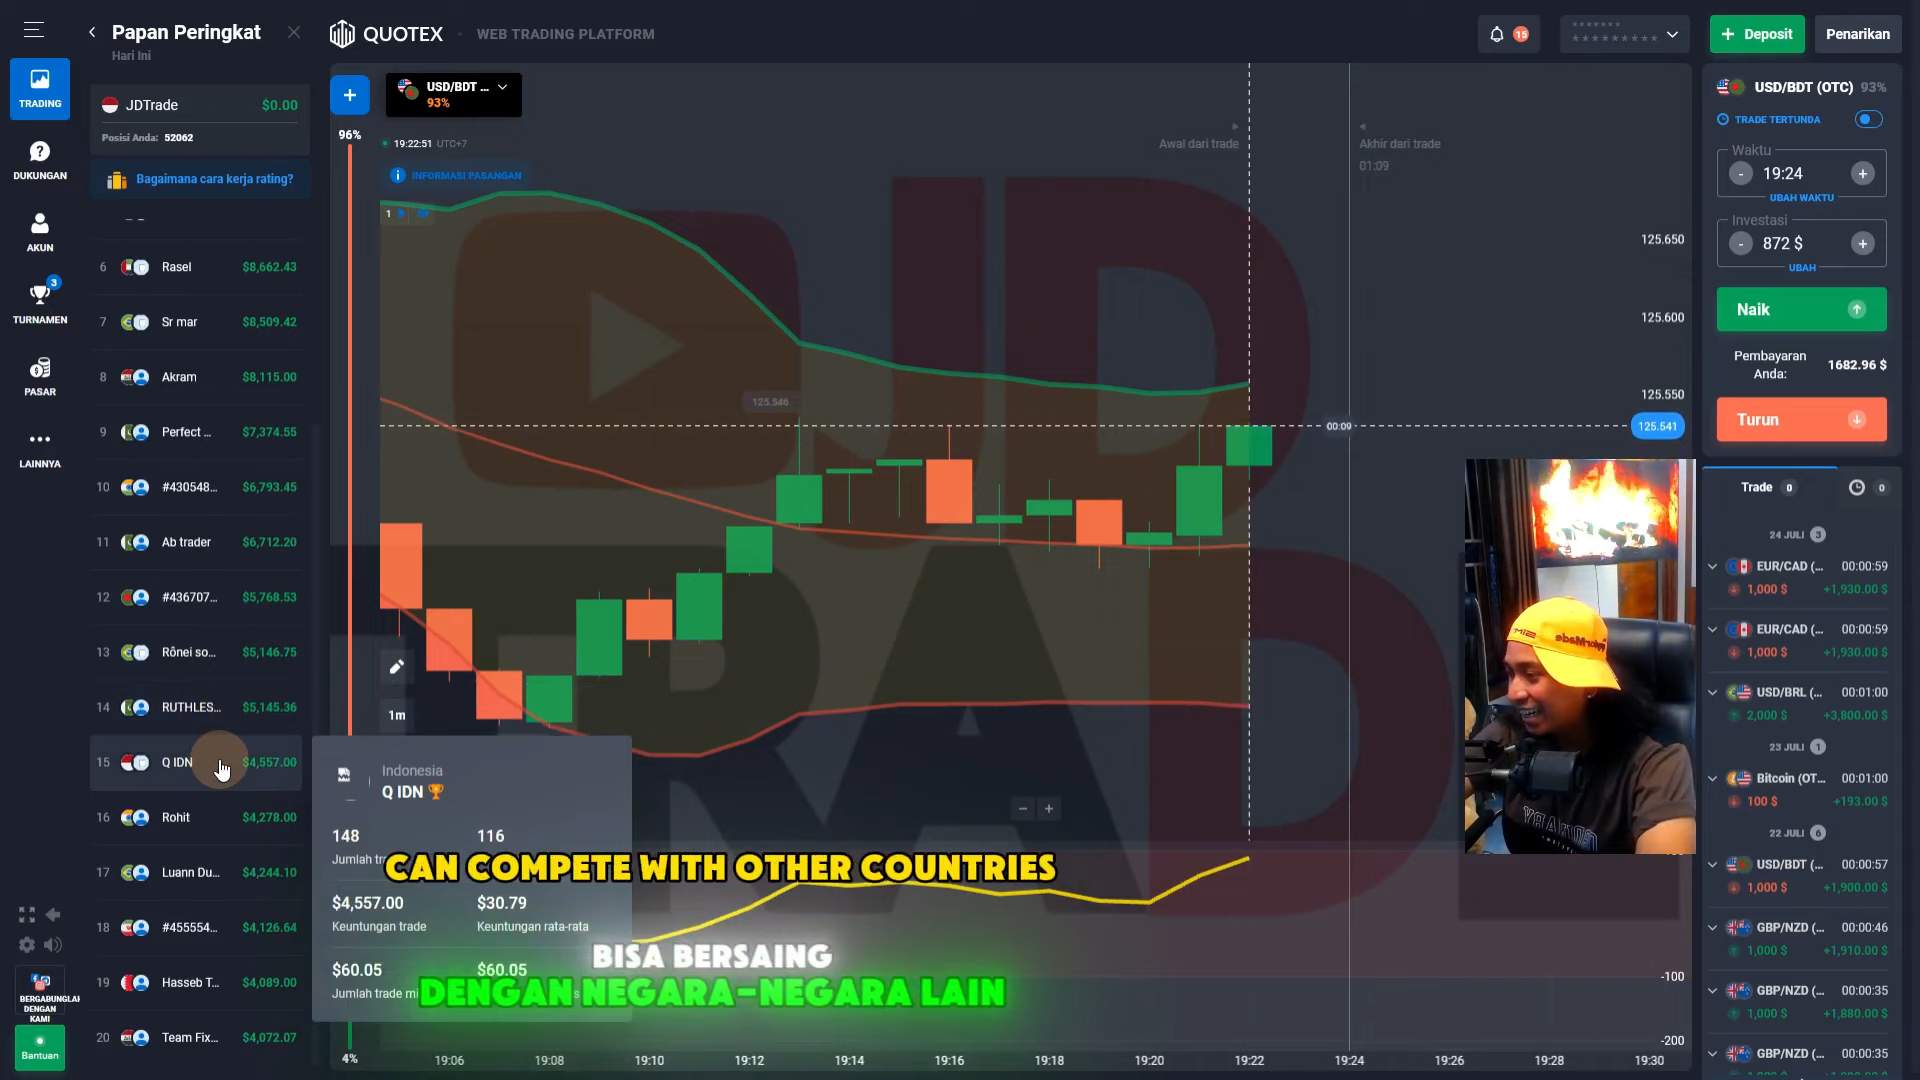 Papan Peringkat
Hari Ini
QUOTEX
WEB TRADING PLATFORM
15
*******
*********
+ Deposit
Penarikan
TRADING
DUKUNGAN
AKUN
3
TURNAMEN
PASAR
LAINNYA
BERGABUNGLAH
DENGAN
KAMI
Bantuan
JDTrade $0.00
Posisi Anda: 52062
Bagaimana cara kerja rating?
6 Rasel $8,662.43
7 Sr mar $8,509.42
8 Akram $8,115.00
9 Perfect ... $7,374.55
10 #430548... $6,793.45
11 Ab trader $6,712.20
12 #436707... $5,768.53
13 Rônei so... $5,146.75
14 RUTHLES... $5,145.36
15 Q IDN $4,557.00
16 Rohit $4,278.00
17 Luann Du... $4,244.10
18 #455554... $4,126.64
19 Hasseb T... $4,089.00
20 Team Fix... $4,072.07
+
USD/BDT ...
93%
96%
19:22:51 UTC+7
INFORMASI PASANGAN
1
Awal dari trade
Akhir dari trade
01:09
125.546
00:09
125.650
125.600
125.550
125.541
1m
JD
TRADE
Indonesia
Q IDN
148 116
Jumlah tr
$4,557.00 $30.79
Keuntungan trade Keuntungan rata-rata
$60.05 $60.05
Jumlah trade mi
CAN COMPETE WITH OTHER COUNTRIES
BISA BERSAING
DENGAN NEGARA-NEGARA LAIN
-100
-200
4%
19:06 19:08 19:10 19:12 19:14 19:16 19:18 19:20 19:22 19:24 19:26 19:28 19:30
USD/BDT (OTC) 93%
TRADE TERTUNDA
Waktu
- 19:24 +
UBAH WAKTU
Investasi
- 872 $ +
UBAH
Naik
Pembayaran
Anda: 1682.96 $
Turun
Trade 0 0
24 JULI 3
EUR/CAD (... 00:00:59
1,000 $ +1,930.00 $
EUR/CAD (... 00:00:59
1,000 $ +1,930.00 $
USD/BRL (... 00:01:00
2,000 $ +3,800.00 $
23 JULI 1
Bitcoin (OT... 00:01:00
100 $ +193.00 $
22 JULI 6
USD/BDT (... 00:00:57
1,000 $ +1,900.00 $
GBP/NZD (... 00:00:46
1,000 $ +1,910.00 $
GBP/NZD (... 00:00:35
1,000 $ +1,880.00 $
GBP/NZD (... 00:00:35